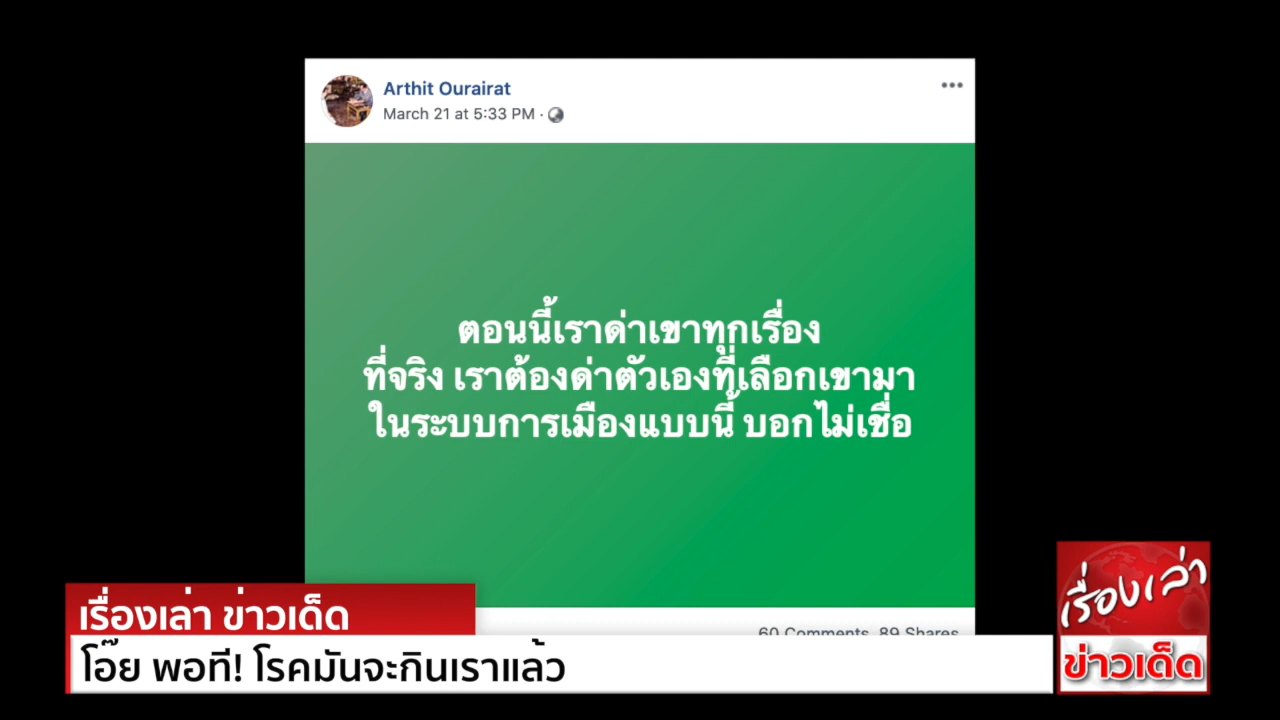 Arthit Ourairat
March 21 at 5:33 PM ·
ตอนนี้เราด่าเขาทุกเรื่อง
ที่จริง เราต้องด่าตัวเองที่เลือกเขามา
ในระบบการเมืองแบบนี้ บอกไม่เชื่อ
60 Comments 89 Shares
เรื่องเล่า ข่าวเด็ด
โอ๊ย พอที! โรคมันจะกินเราแล้ว
เรื่องเล่า
ข่าวเด็ด